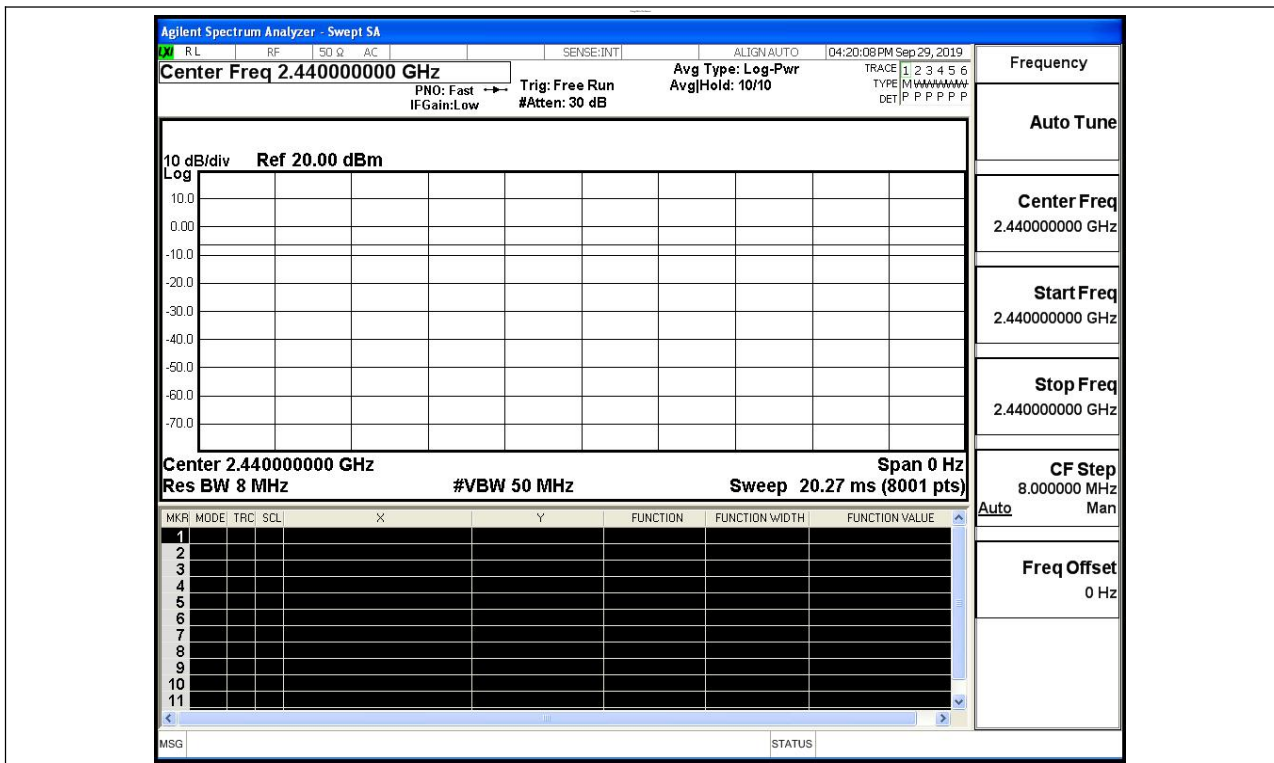 Agilent Spectrum Analyzer - Swept SA
RL RF 50 Ω AC SENSE:INT ALIGN AUTO 04:20:08 PM Sep 29, 2019
Center Freq 2.440000000 GHz
PNO: Fast
IFGain:Low
Trig: Free Run
#Atten: 30 dB
Avg Type: Log-Pwr
Avg|Hold: 10/10
TRACE 1 2 3 4 5 6
TYPE M WWWWW
DET P P P P P P
10 dB/div Ref 20.00 dBm
Log
10.0
0.00
-10.0
-20.0
-30.0
-40.0
-50.0
-60.0
-70.0
Center 2.440000000 GHz Span 0 Hz
Res BW 8 MHz #VBW 50 MHz Sweep 20.27 ms (8001 pts)
MKR MODE TRC SCL X Y FUNCTION FUNCTION WIDTH FUNCTION VALUE
1
2
3
4
5
6
7
8
9
10
11
MSG STATUS
Frequency
Auto Tune
Center Freq
2.440000000 GHz
Start Freq
2.440000000 GHz
Stop Freq
2.440000000 GHz
CF Step
8.000000 MHz
Auto Man
Freq Offset
0 Hz